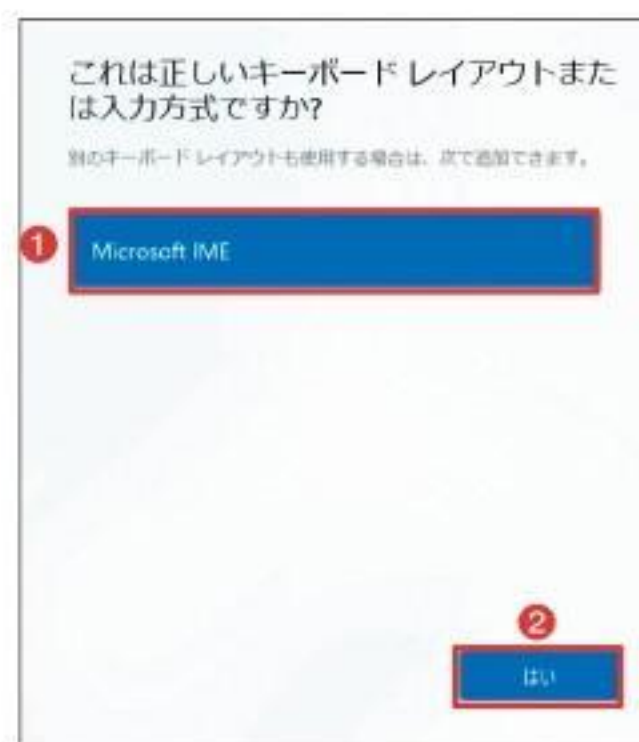 これは正しいキーボード レイアウトまた
は入力方式ですか?
別のキーボード レイアウトも使用する場合は、次で追加できます。
1
Microsoft IME
2
はい